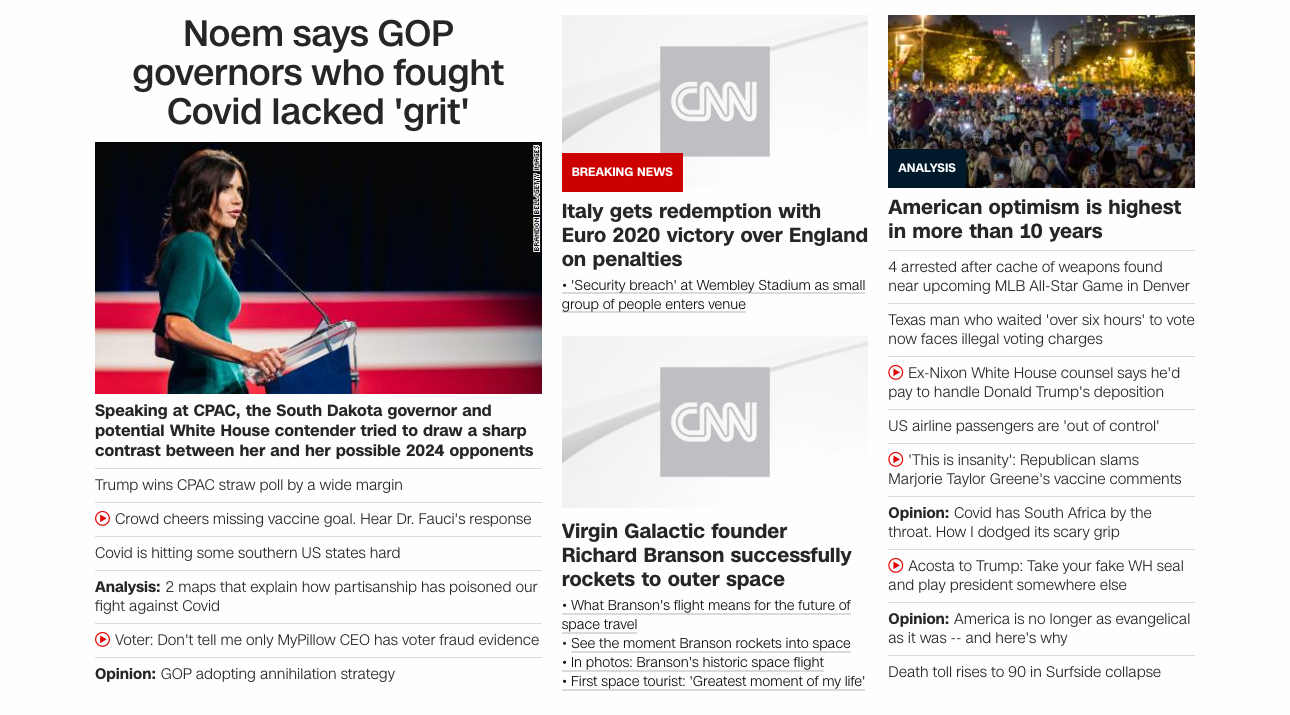 Noem says GOP
governors who fought
Covid lacked 'grit'
BRANDON BELL/GETTY IMAGES
Speaking at CPAC, the South Dakota governor and
potential White House contender tried to draw a sharp
contrast between her and her possible 2024 opponents
Trump wins CPAC straw poll by a wide margin
Crowd cheers missing vaccine goal. Hear Dr. Fauci's response
Covid is hitting some southern US states hard
Analysis: 2 maps that explain how partisanship has poisoned our
fight against Covid
Voter: Don't tell me only MyPillow CEO has voter fraud evidence
Opinion: GOP adopting annihilation strategy
CNN
BREAKING NEWS
Italy gets redemption with
Euro 2020 victory over England
on penalties
• 'Security breach' at Wembley Stadium as small
group of people enters venue
CNN
Virgin Galactic founder
Richard Branson successfully
rockets to outer space
• What Branson's flight means for the future of
space travel
• See the moment Branson rockets into space
• In photos: Branson's historic space flight
• First space tourist: 'Greatest moment of my life'
ANALYSIS
American optimism is highest
in more than 10 years
4 arrested after cache of weapons found
near upcoming MLB All-Star Game in Denver
Texas man who waited 'over six hours' to vote
now faces illegal voting charges
Ex-Nixon White House counsel says he'd
pay to handle Donald Trump's deposition
US airline passengers are 'out of control'
'This is insanity': Republican slams
Marjorie Taylor Greene's vaccine comments
Opinion: Covid has South Africa by the
throat. How I dodged its scary grip
Acosta to Trump: Take your fake WH seal
and play president somewhere else
Opinion: America is no longer as evangelical
as it was -- and here's why
Death toll rises to 90 in Surfside collapse